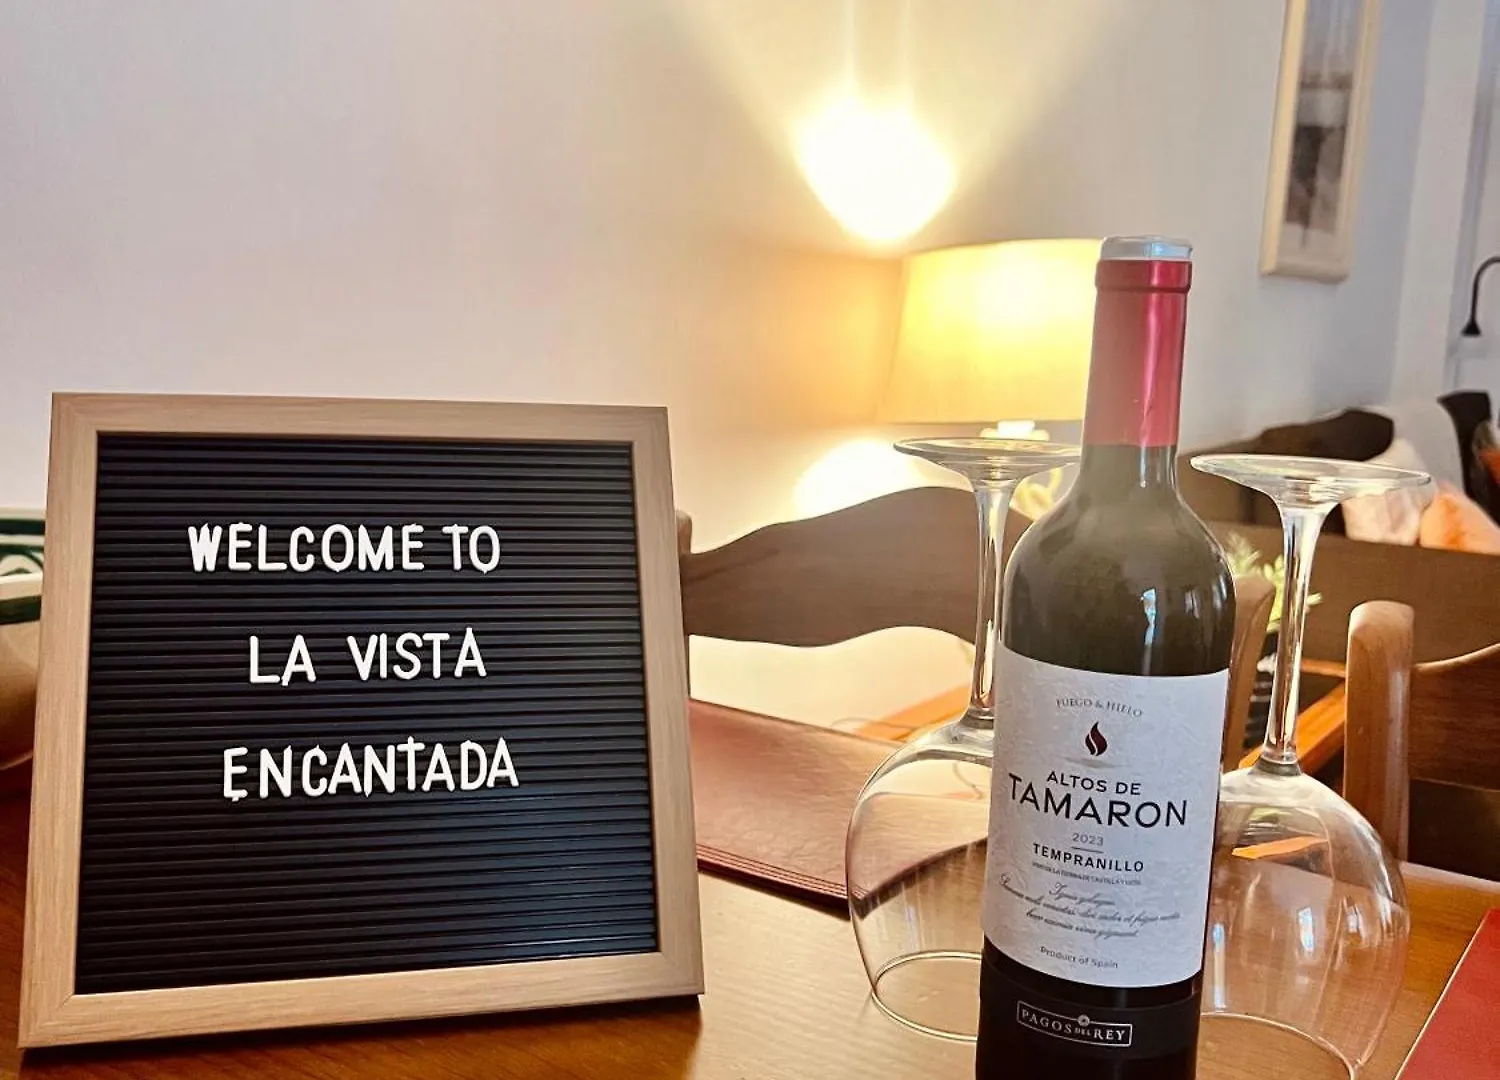 WELCOME TO
LA VISTA
ENCANTADA
FUEGO & HIELO
ALTOS DE
TAMARON
2023
TEMPRANILLO
Product of Spain
PAGOS DEL REY